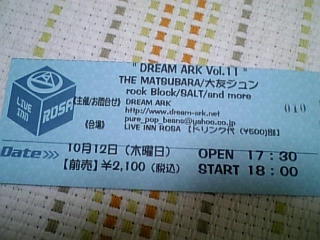 " DREAM ARK Vol.11 "
THE MATSUBARA/大友ジュン
rock Block/SALT/and more
LIVE INN ROSA
(主催/お問合せ) DREAM ARK
http://www.dream-ark.net
pure_pop_beans@yahoo.co.jp
(会場) LIVE INN ROSA 【ドリンク代（¥500)別】
040
Date>>> 10月12日（木曜日） OPEN 17：30
【前売】¥2,100（税込） START 18：00